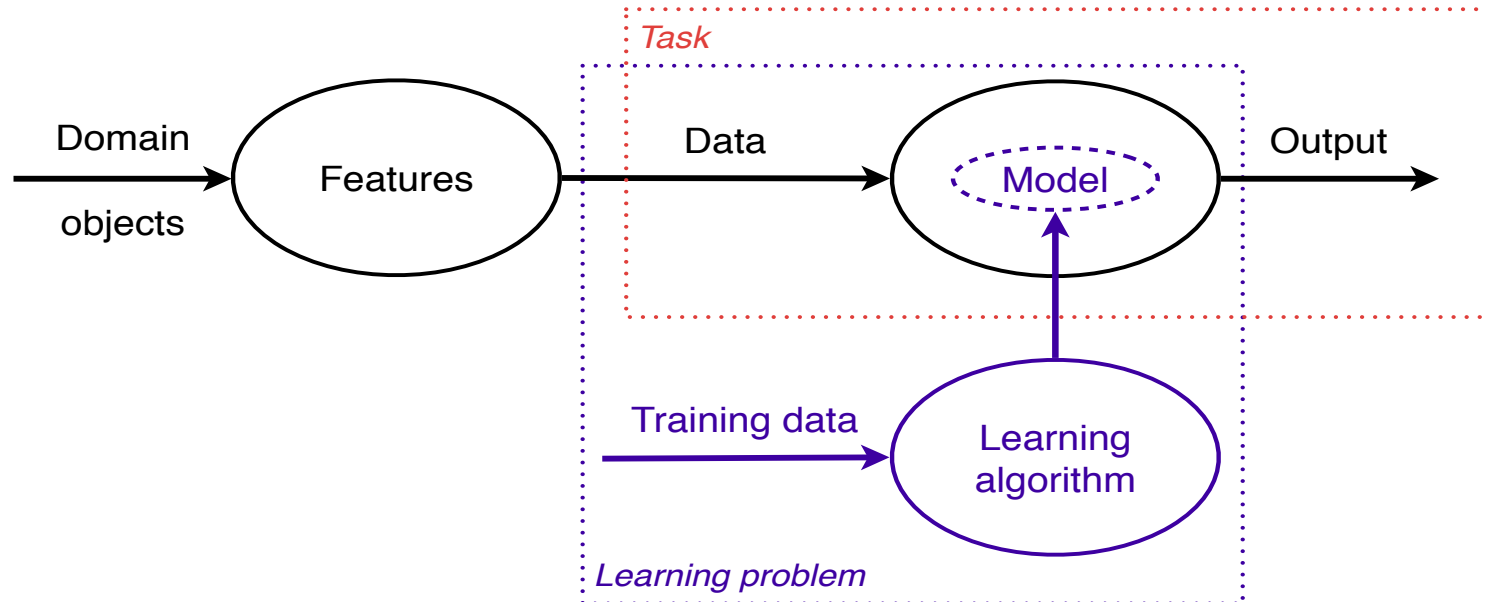 Task
Domain
objects
Features
Data
Model
Output
Training data
Learning
algorithm
Learning problem